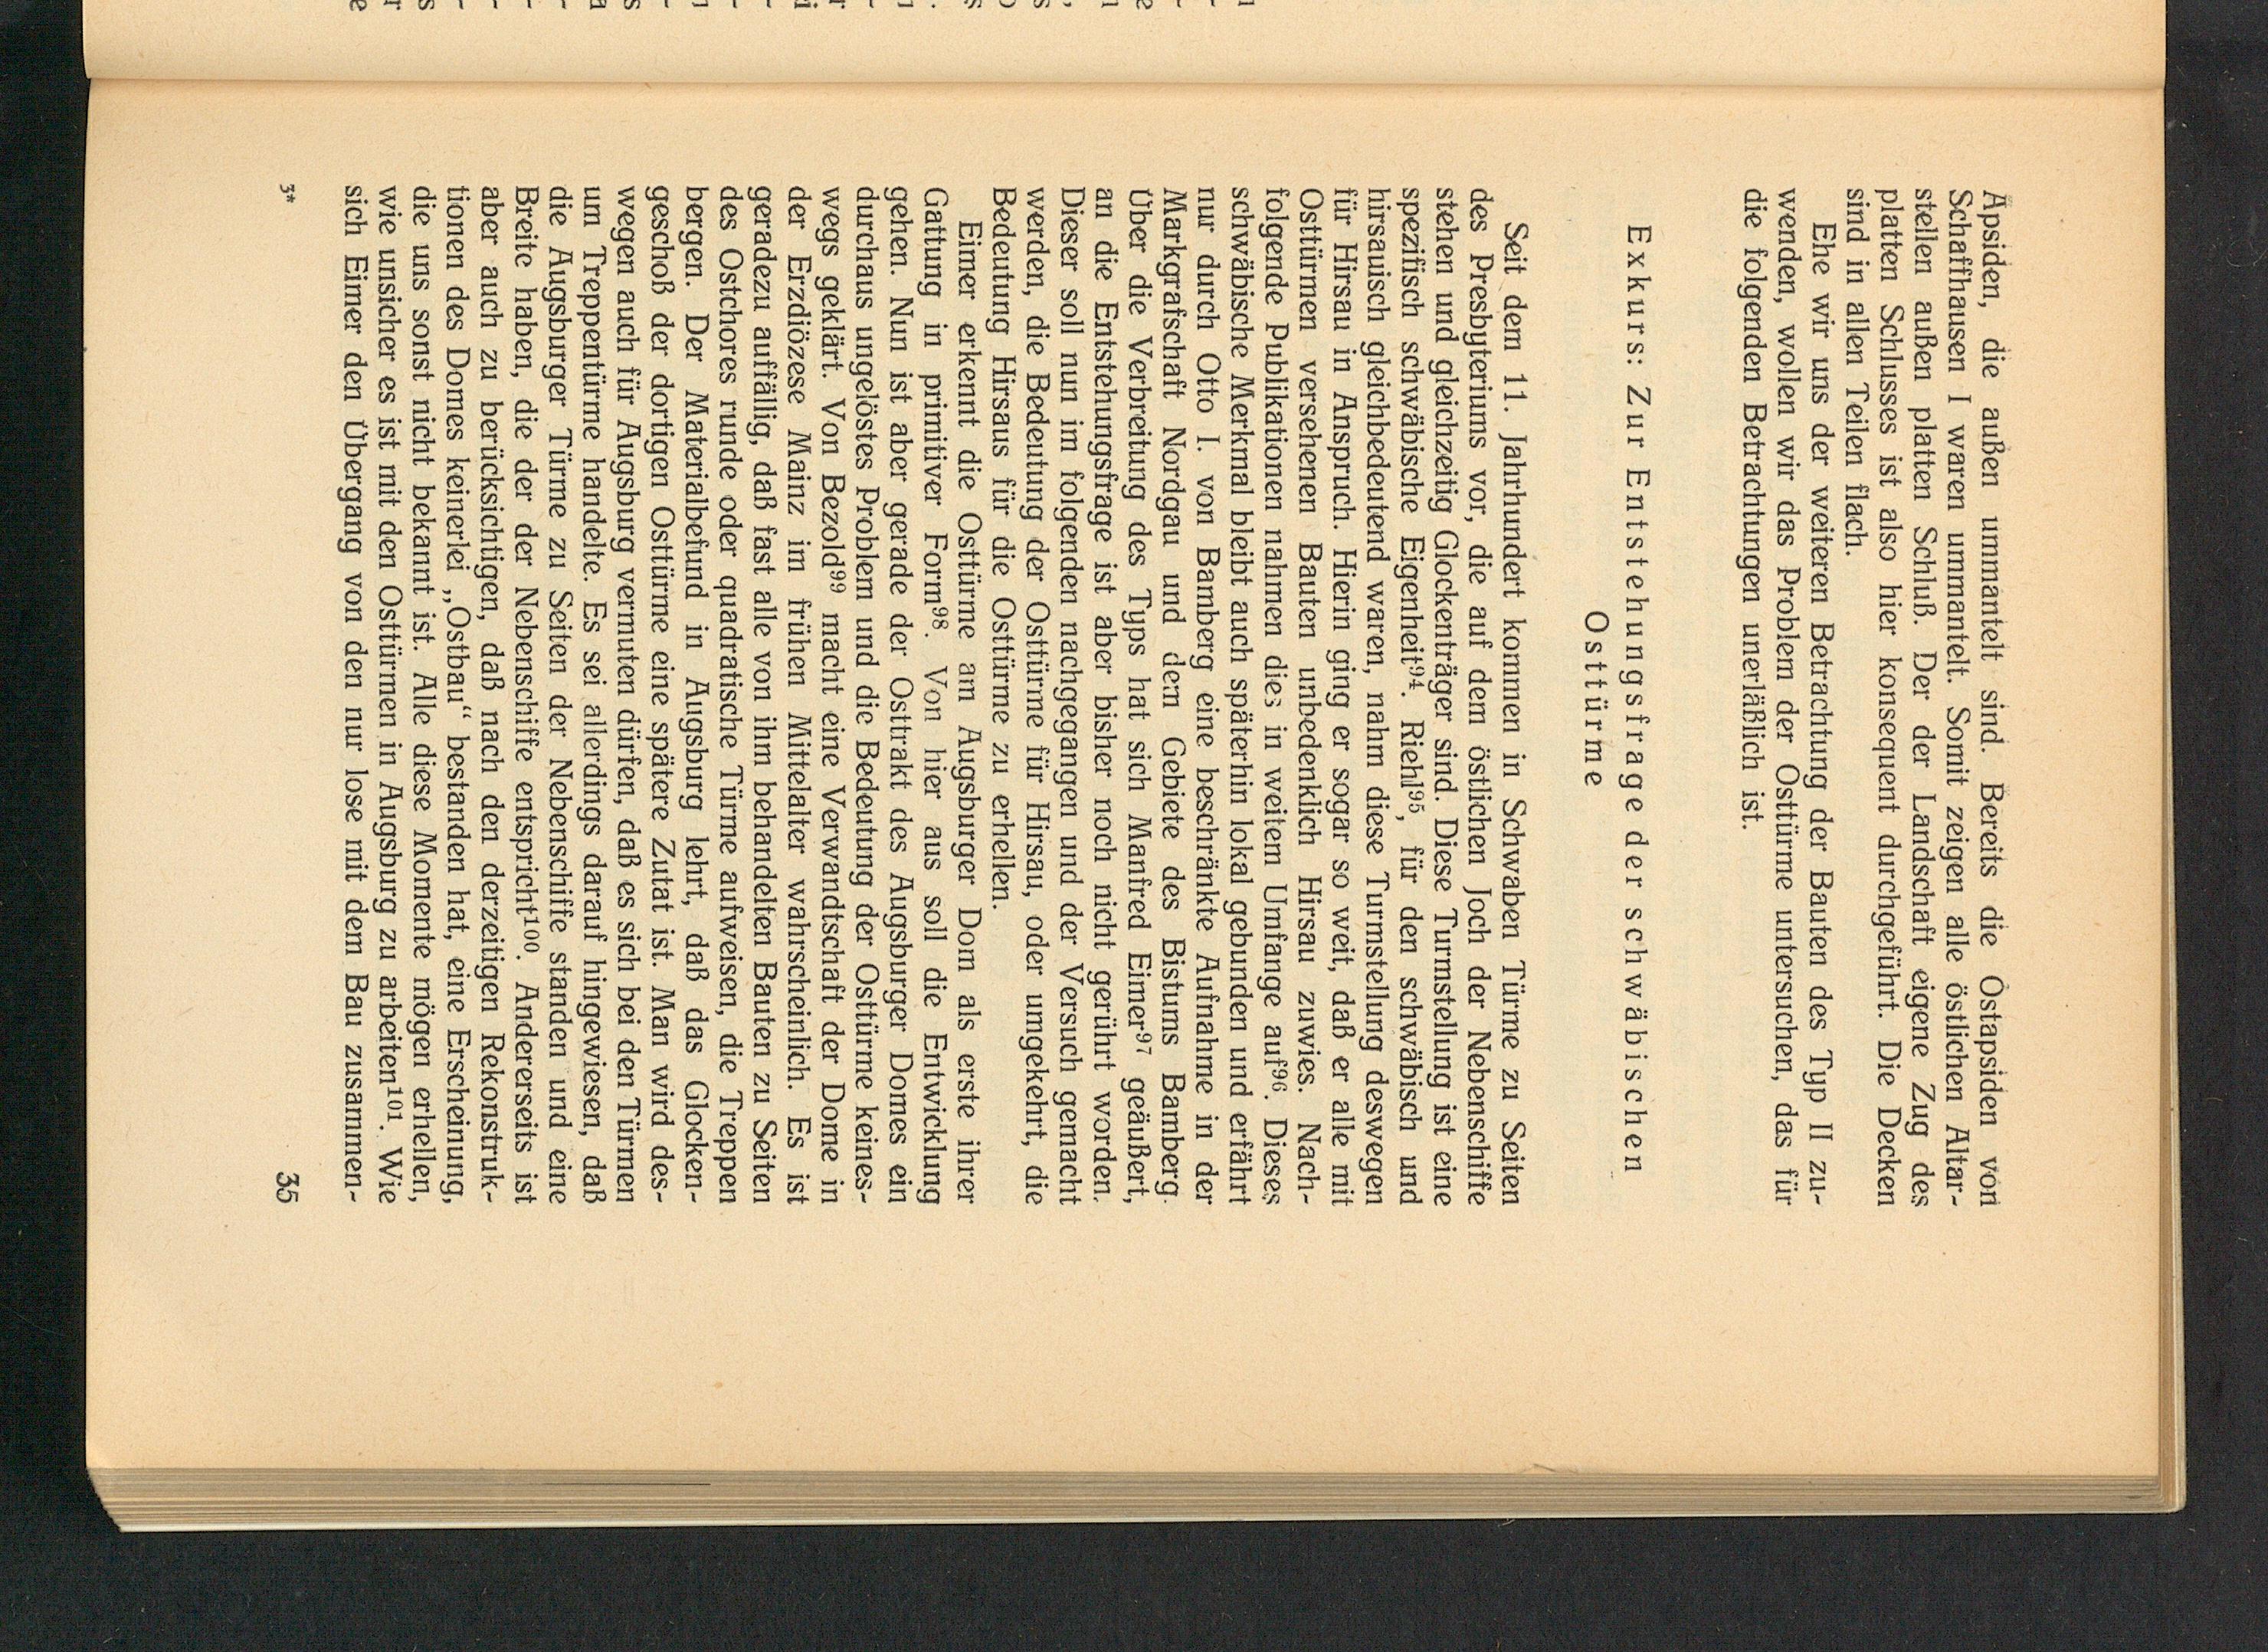 Apsiden, die außen ummantelt sind. Bereits die Ostapsiden von
Schaffhausen I waren ummantelt. Somit zeigen alle östlichen Altar-
stellen außen platten Schluß. Der der Landschaft eigene Zug des
platten Schlusses ist also hier konsequent durchgeführt. Die Decken
sind in allen Teilen flach.
Ehe wir uns der weiteren Betrachtung der Bauten des Typ II zu-
wenden, wollen wir das Problem der Osttürme untersuchen, das für
die folgenden Betrachtungen unerläßlich ist.
Exkurs: Zur Entstehungsfrage der schwäbischen
Osttürme
Seit dem 11. Jahrhundert kommen in Schwaben Türme zu Seiten
des Presbyteriums vor, die auf dem östlichen Joch der Nebenschiffe
stehen und gleichzeitig Glockenträger sind. Diese Turmstellung ist eine
spezifisch schwäbische Eigenheit⁹⁴. Riehl⁹⁵, für den schwäbisch und
hirsauisch gleichbedeutend waren, nahm diese Turmstellung deswegen
für Hirsau in Anspruch. Hierin ging er sogar so weit, daß er alle mit
Osttürmen versehenen Bauten unbedenklich Hirsau zuwies. Nach-
folgende Publikationen nahmen dies in weitem Umfange auf⁹⁶. Dieses
schwäbische Merkmal bleibt auch späterhin lokal gebunden und erfährt
nur durch Otto I. von Bamberg eine beschränkte Aufnahme in der
Markgrafschaft Nordgau und dem Gebiete des Bistums Bamberg.
Über die Verbreitung des Typs hat sich Manfred Eimer⁹⁷ geäußert,
an die Entstehungsfrage ist aber bisher noch nicht gerührt worden.
Dieser soll nun im folgenden nachgegangen und der Versuch gemacht
werden, die Bedeutung der Osttürme für Hirsau, oder umgekehrt, die
Bedeutung Hirsaus für die Osttürme zu erhellen.
Eimer erkennt die Osttürme am Augsburger Dom als erste ihrer
Gattung in primitiver Form⁹⁸. Von hier aus soll die Entwicklung
gehen. Nun ist aber gerade der Osttrakt des Augsburger Domes ein
durchaus ungelöstes Problem und die Bedeutung der Osttürme keines-
wegs geklärt. Von Bezold⁹⁹ macht eine Verwandtschaft der Dome in
der Erzdiözese Mainz im frühen Mittelalter wahrscheinlich. Es ist
geradezu auffällig, daß fast alle von ihm behandelten Bauten zu Seiten
des Ostchores runde oder quadratische Türme aufweisen, die Treppen
bergen. Der Materialbefund in Augsburg lehrt, daß das Glocken-
geschoß der dortigen Osttürme eine spätere Zutat ist. Man wird des-
wegen auch für Augsburg vermuten dürfen, daß es sich bei den Türmen
um Treppentürme handelte. Es sei allerdings darauf hingewiesen, daß
die Augsburger Türme zu Seiten der Nebenschiffe standen und eine
Breite haben, die der der Nebenschiffe entspricht¹⁰⁰. Andererseits ist
aber auch zu berücksichtigen, daß nach den derzeitigen Rekonstruk-
tionen des Domes keinerlei „Ostbau“ bestanden hat, eine Erscheinung,
die uns sonst nicht bekannt ist. Alle diese Momente mögen erhellen,
wie unsicher es ist mit den Osttürmen in Augsburg zu arbeiten¹⁰¹. Wie
sich Eimer den Übergang von den nur lose mit dem Bau zusammen-
3*
35